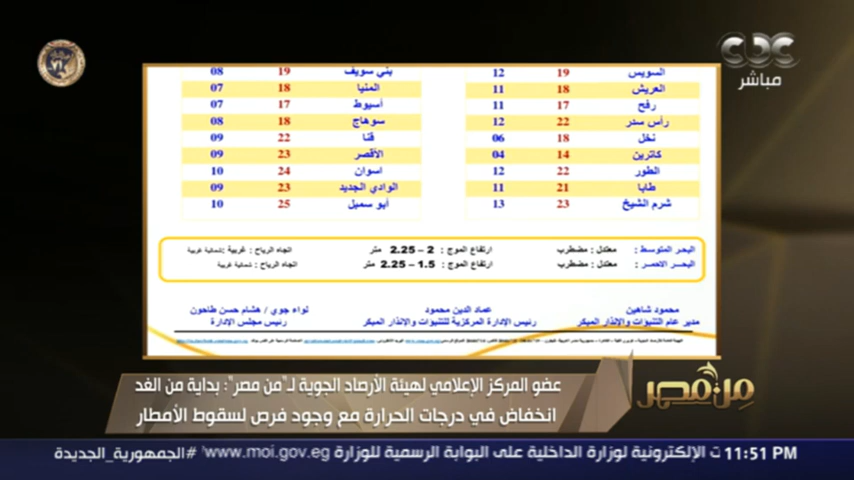 cbc
مباشر
السويس 19 12
العريش 18 11
رفح 17 11
رأس سدر 22 12
نخل 18 06
كاترين 14 04
الطور 22 12
طابا 21 11
شرم الشيخ 23 13
بني سويف 19 08
المنيا 18 07
أسيوط 17 07
سوهاج 18 08
قنا 22 09
الأقصر 23 09
اسوان 24 10
الوادي الجديد 23 09
أبو سمبل 25 10
البحر المتوسط : معتدل : مضطرب ارتفاع الموج : 2 – 2.25 متر اتجاه الرياح : غربية :شمالية غربية
البحر الاحمر : معتدل : مضطرب ارتفاع الموج : 1.5 – 2.25 متر اتجاه الرياح : شمالية غربية
محمود شاهين
مدير عام التنبؤات والإنذار المبكر
عماد الدين محمود
رئيس الإدارة المركزية للتنبؤات والإنذار المبكر
لواء جوي / هشام حسن طاحون
رئيس مجلس الإدارة
من مصر
عضو المركز الإعلامي لهيئة الأرصاد الجوية لـ"من مصر": بداية من الغد
انخفاض في درجات الحرارة مع وجود فرص لسقوط الأمطار
11:51 PM ت الإلكترونية لوزارة الداخلية على البوابة الرسمية للوزارة www.moi.gov.eg' #الجمهورية_الجديدة